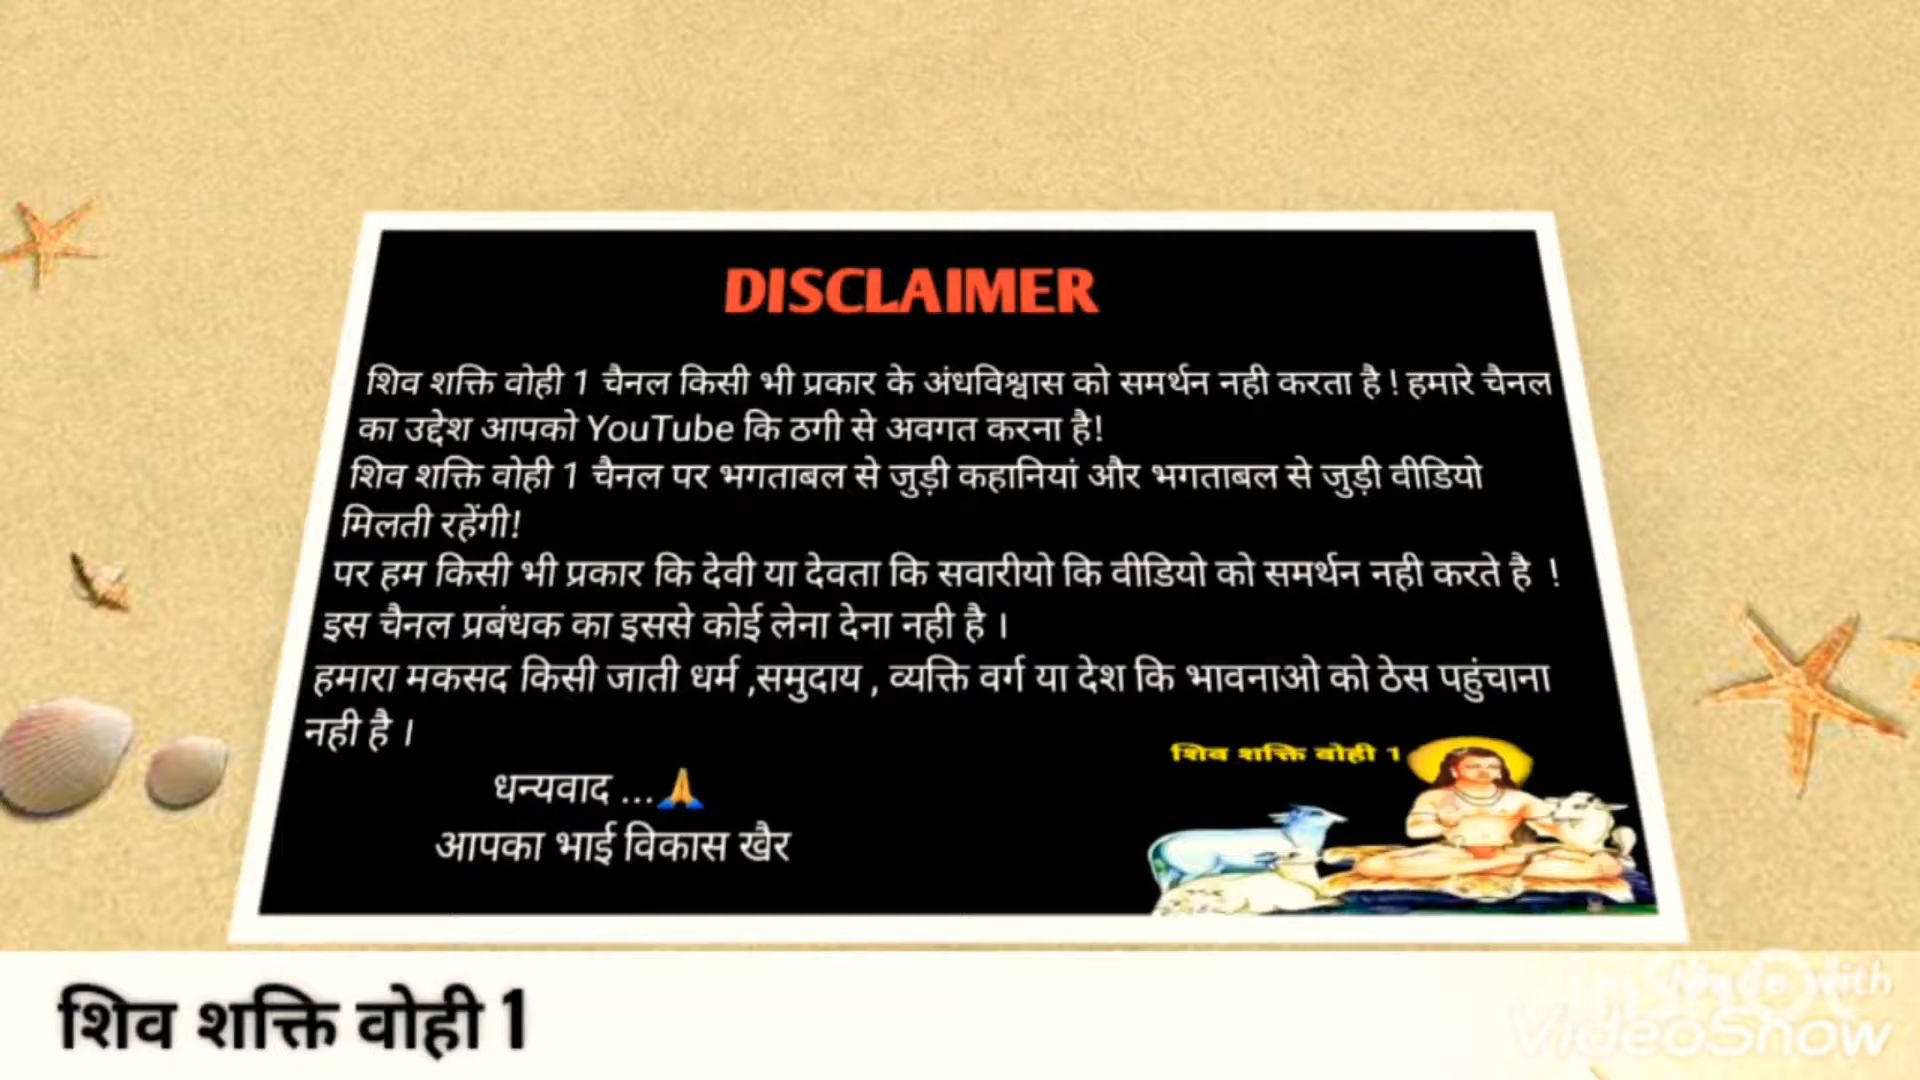 DISCLAIMER
शिव शक्ति वोही 1 चैनल किसी भी प्रकार के अंधविश्वास को समर्थन नही करता है ! हमारे चैनल
का उद्देश आपको YouTube कि ठगी से अवगत करना है!
शिव शक्ति वोही 1 चैनल पर भगताबल से जुड़ी कहानियां और भगताबल से जुड़ी वीडियो
मिलती रहेंगी!
पर हम किसी भी प्रकार कि देवी या देवता कि सवारीयो कि वीडियो को समर्थन नही करते है !
इस चैनल प्रबंधक का इससे कोई लेना देना नही है ।
हमारा मकसद किसी जाती धर्म ,समुदाय , व्यक्ति वर्ग या देश कि भावनाओ को ठेस पहुंचाना
नही है ।
शिव शक्ति वोही 1
धन्यवाद ...🙏
आपका भाई विकास खैर
शिव शक्ति वोही 1
Made with
VideoShow